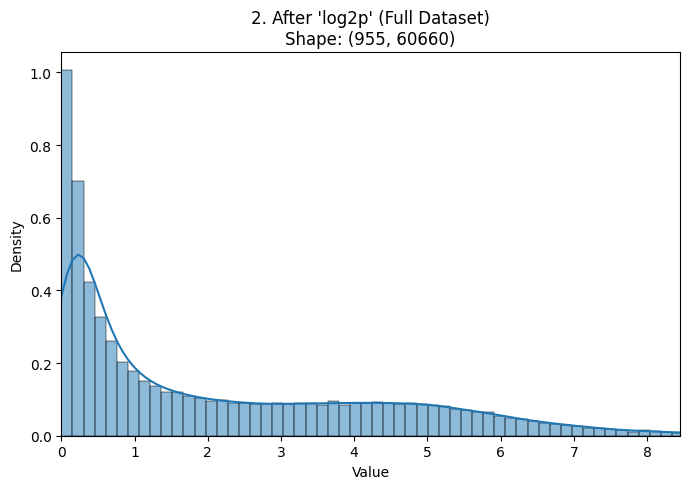 2. After 'log2p' (Full Dataset)
Shape: (955, 60660)
1.0
0.8
0.6
0.4
0.2
0.0
Density
0 1 2 3 4 5 6 7 8
Value